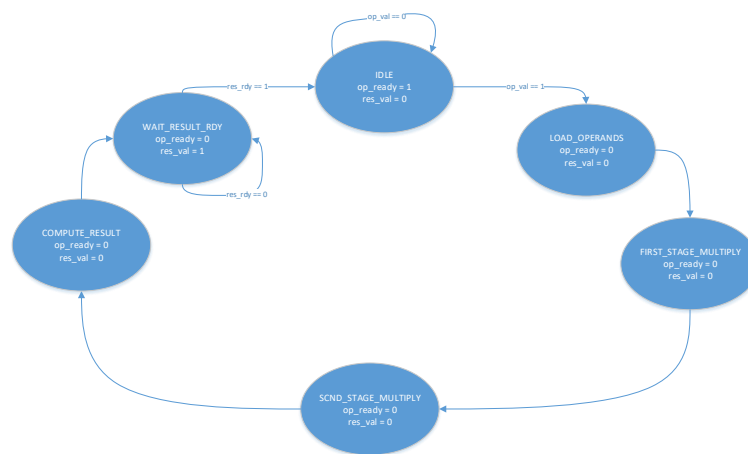 op_val == 0
IDLE
op_ready = 1
res_val = 0
res_rdy == 1
op_val == 1
WAIT_RESULT_RDY
op_ready = 0
res_val = 1
res_rdy == 0
LOAD_OPERANDS
op_ready = 0
res_val = 0
COMPUTE_RESULT
op_ready = 0
res_val = 0
FIRST_STAGE_MULTIPLY
op_ready = 0
res_val = 0
SCND_STAGE_MULTIPLY
op_ready = 0
res_val = 0